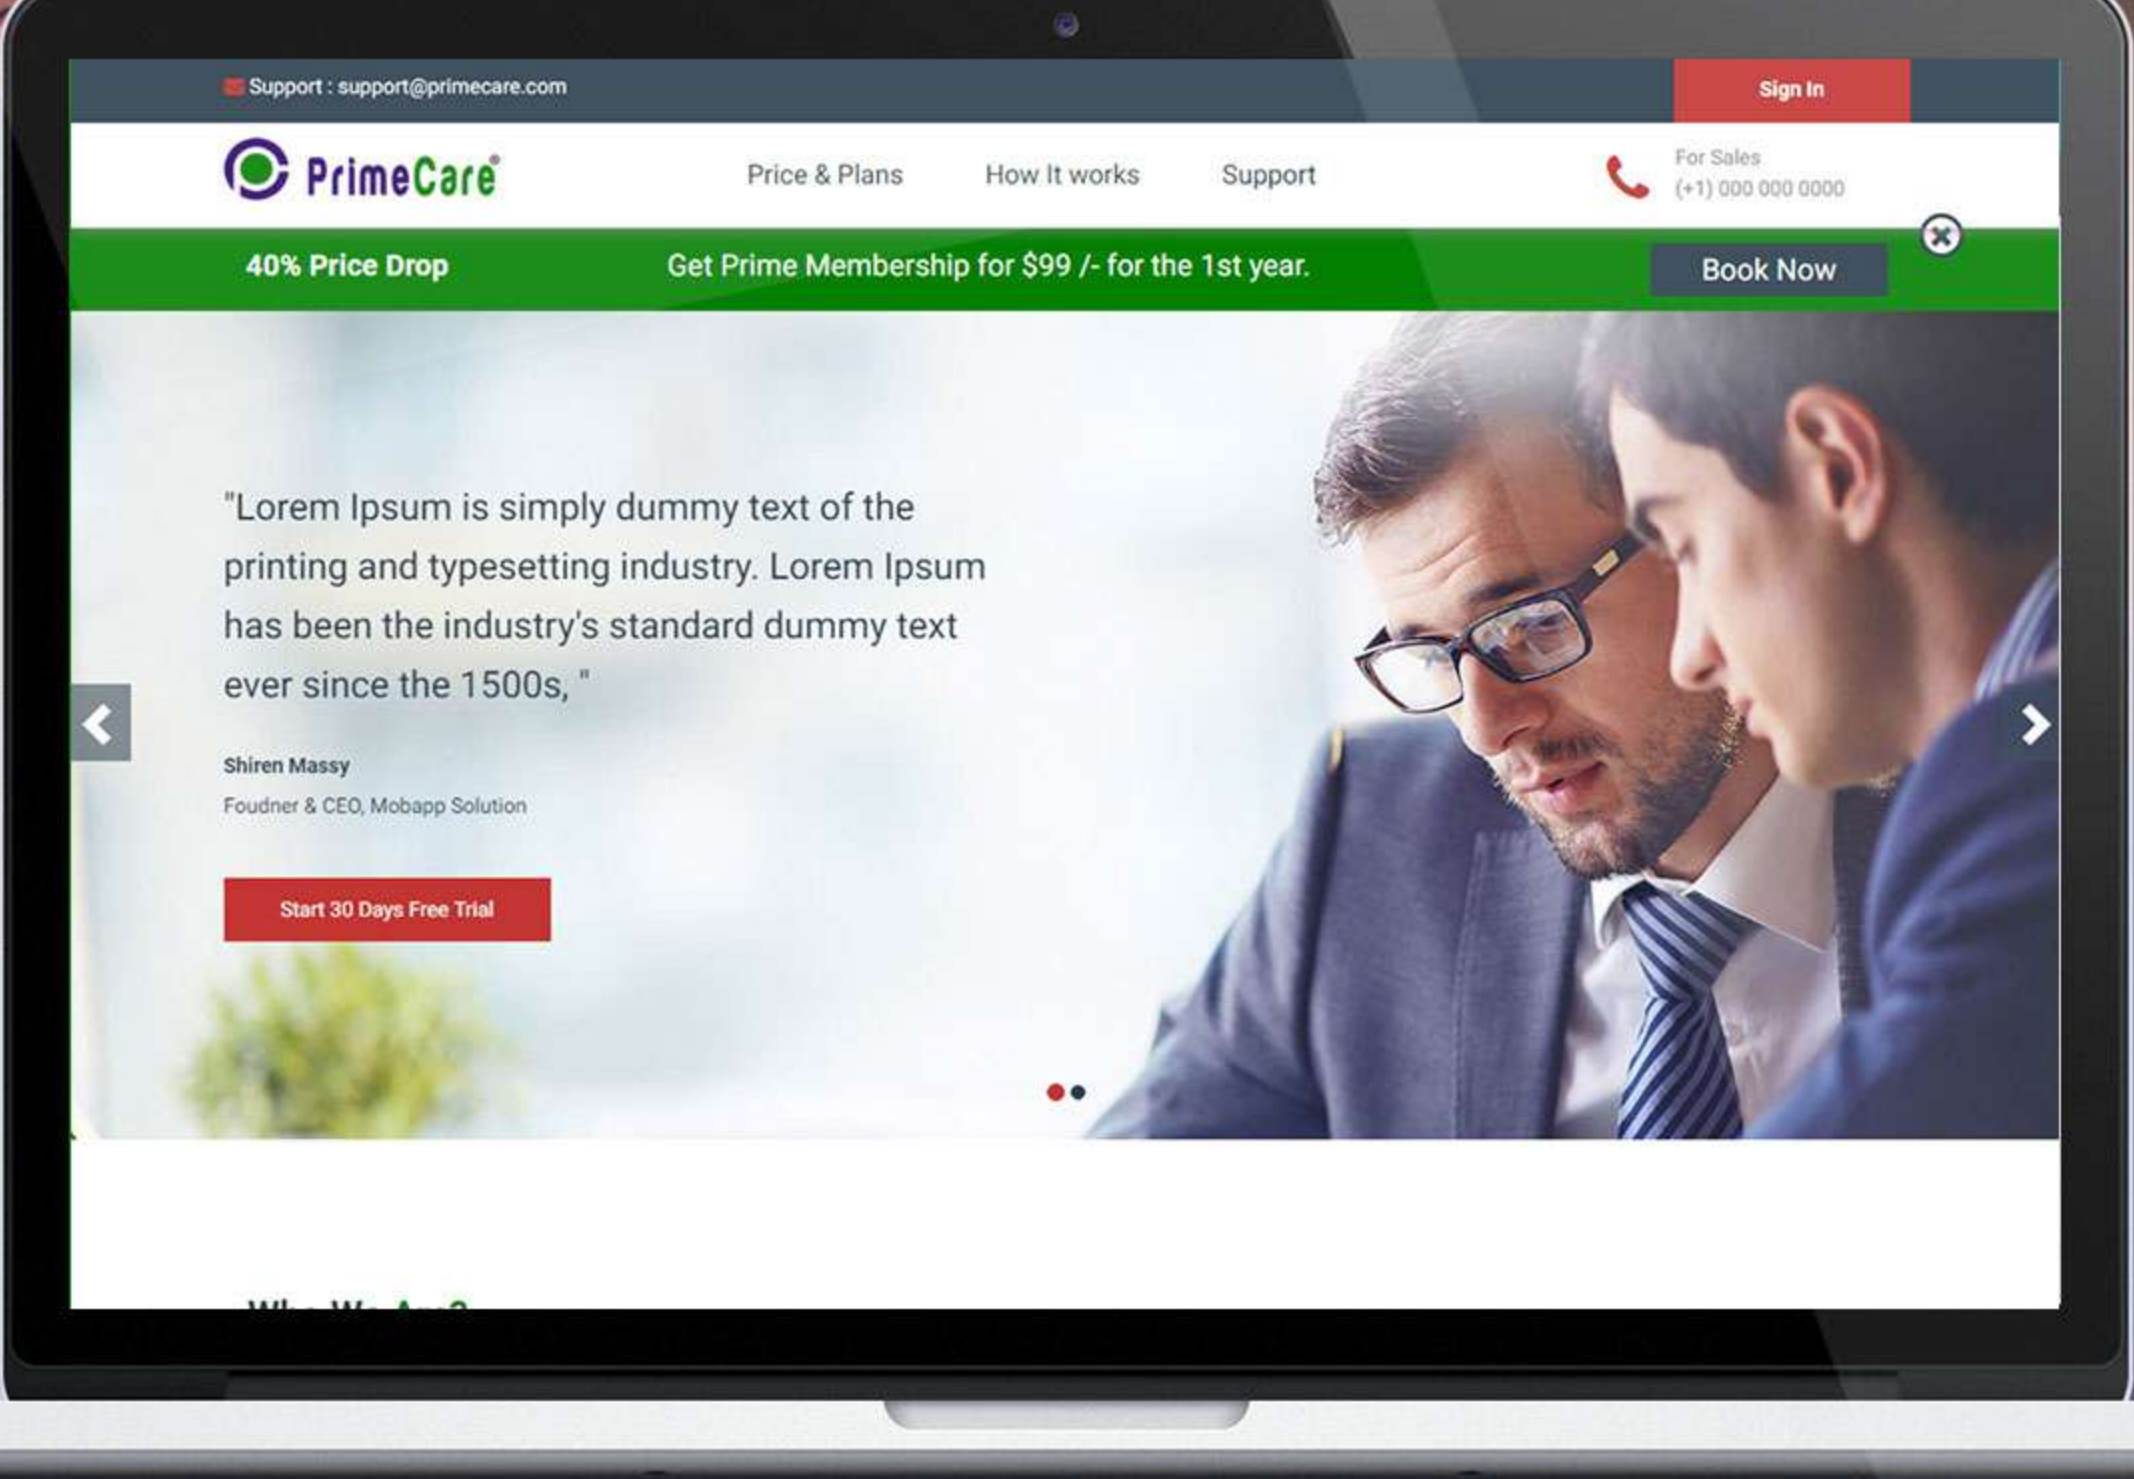 Support : support@primecare.com
Sign In
PrimeCare®
Price & Plans
How It works
Support
For Sales
(+1) 000 000 0000
40% Price Drop
Get Prime Membership for $99 /- for the 1st year.
Book Now
"Lorem Ipsum is simply dummy text of the
printing and typesetting industry. Lorem Ipsum
has been the industry's standard dummy text
ever since the 1500s, "
Shiren Massy
Foudner & CEO, Mobapp Solution
Start 30 Days Free Trial
Who We Are?